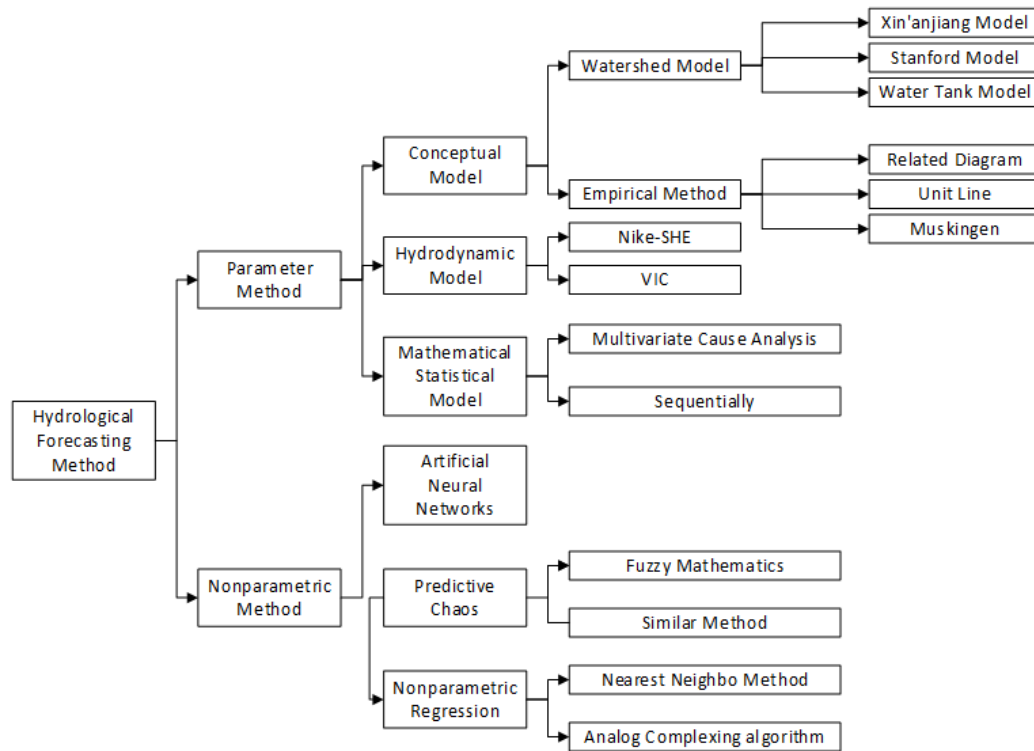 Hydrological
Forecasting
Method
Parameter
Method
Nonparametric
Method
Conceptual
Model
Hydrodynamic
Model
Mathematical
Statistical
Model
Artificial
Neural
Networks
Predictive
Chaos
Nonparametric
Regression
Watershed Model
Empirical Method
Nike-SHE
VIC
Multivariate Cause Analysis
Sequentially
Fuzzy Mathematics
Similar Method
Nearest Neighbo Method
Analog Complexing algorithm
Xin'anjiang Model
Stanford Model
Water Tank Model
Related Diagram
Unit Line
Muskingen